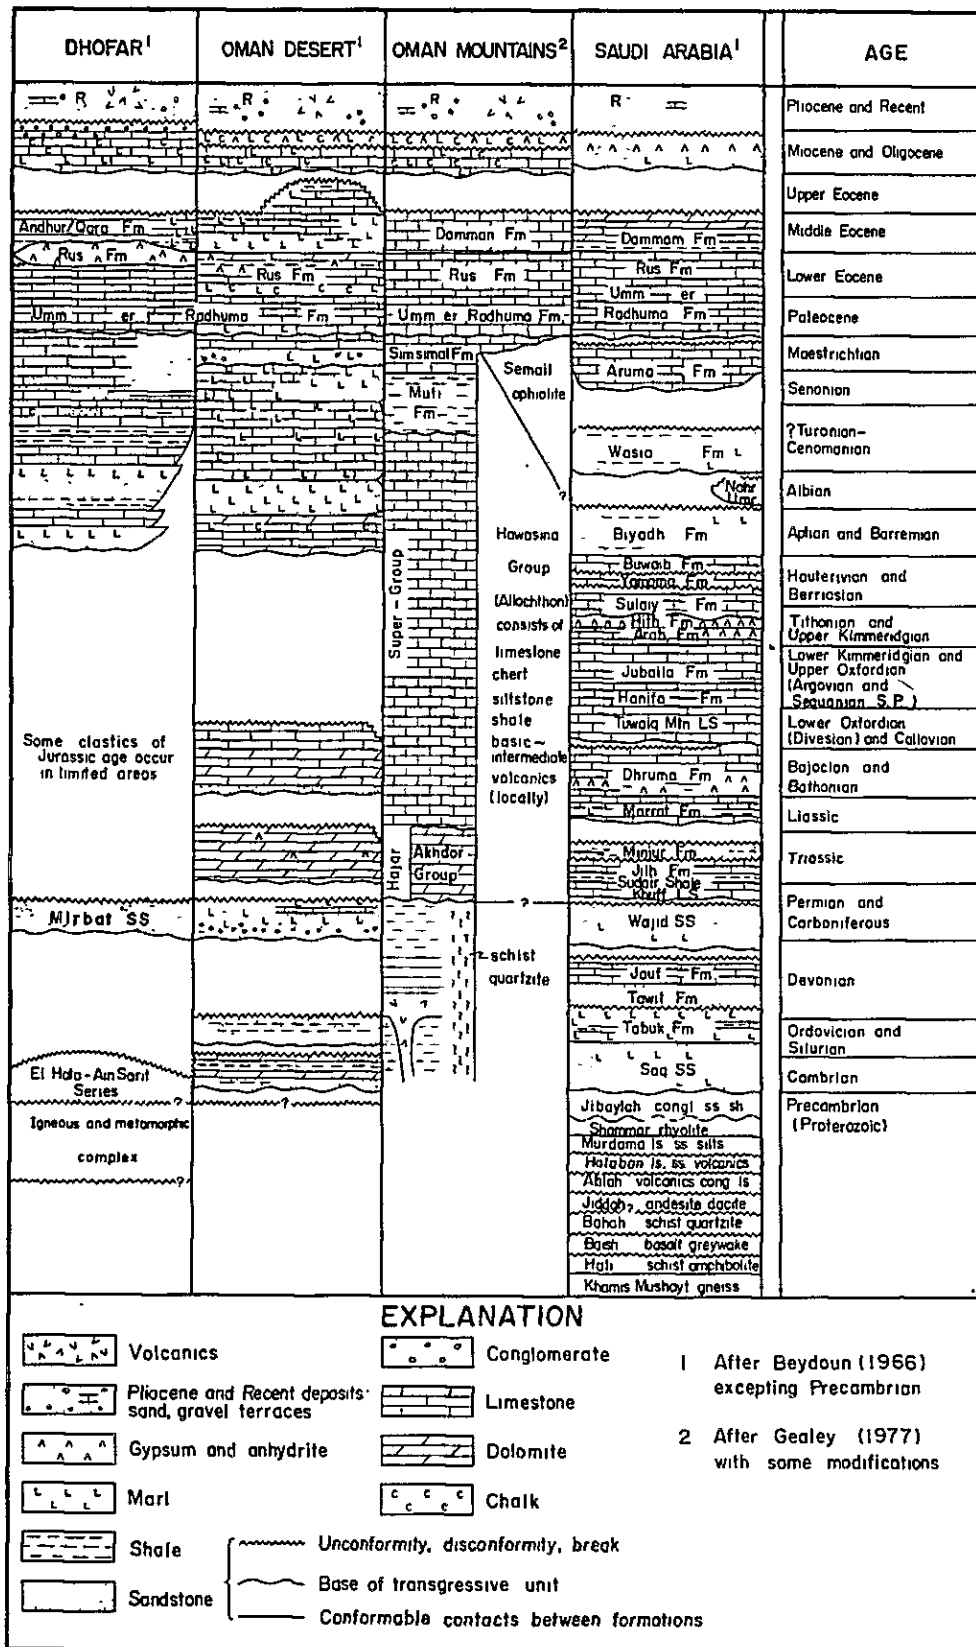 DHOFAR¹
OMAN DESERT¹
OMAN MOUNTAINS²
SAUDI ARABIA¹
AGE
R
R
R
R
Andhur/Qara Fm
Rus Fm
Umm er Radhuma Fm
Some clastics of
Jurassic age occur
in limited areas
Mirbat SS
El Hota-Ain Sarit
Series
?
Igneous and metamorphic
complex
?
Rus Fm
?
Damman Fm
Rus Fm
Umm er Radhuma Fm.
Simsimal Fm
Muti
Fm
Super-Group
Hajar
Akhdar
Group
Semail
ophiolite
?
Hawasina
Group
(Allochthon)
consists of
limestone
chert
siltstone
shale
basic-
intermediate
volcanics
(locally)
?
schist
quartzite
Dammam Fm
Rus Fm
Umm er
Radhuma Fm
Aruma Fm
Wasia Fm
Nahr
Umr
Biyadh Fm
Buwaib Fm
Yamama Fm
Sulaiy Fm
Hith Fm
Arab Fm
Jubaila Fm
Hanifa Fm
Tuwaiq Mtn LS
Dhruma Fm
Marrat Fm
Minjur Fm
Jilh Fm
Sudair Shale
Khuff LS
Wajid SS
Jauf Fm
Tawil Fm
Tabuk Fm
Saq SS
Jibaylah congl ss sh
Shammar rhyolite
Murdama ls ss silts
Halaban ls. ss volcanics
Ablah volcanics cong ls
Jiddah? andesite dacite
Bahah schist quartzite
Baish basalt greywake
Hali schist amphibolite
Khamis Mushayt gneiss
Pliocene and Recent
Miocene and Oligocene
Upper Eocene
Middle Eocene
Lower Eocene
Paleocene
Maestrichtian
Senonian
?Turonian-
Cenomanian
Albian
Aptian and Barremian
Hauterivian and
Berriasian
Tithonian and
Upper Kimmeridgian
Lower Kimmeridgian and
Upper Oxfordian
(Argovian and
Sequanian S.P.)
Lower Oxfordian
(Divesian) and Callovian
Bajocian and
Bathonian
Liassic
Triassic
Permian and
Carboniferous
Devonian
Ordovician and
Silurian
Cambrian
Precambrian
(Proterozoic)
EXPLANATION
Volcanics
Pliocene and Recent deposits:
sand, gravel terraces
Gypsum and anhydrite
Marl
Shale
Sandstone
Conglomerate
Limestone
Dolomite
Chalk
Unconformity, disconformity, break
Base of transgressive unit
Conformable contacts between formations
1 After Beydoun (1966)
excepting Precambrian
2 After Gealey (1977)
with some modifications